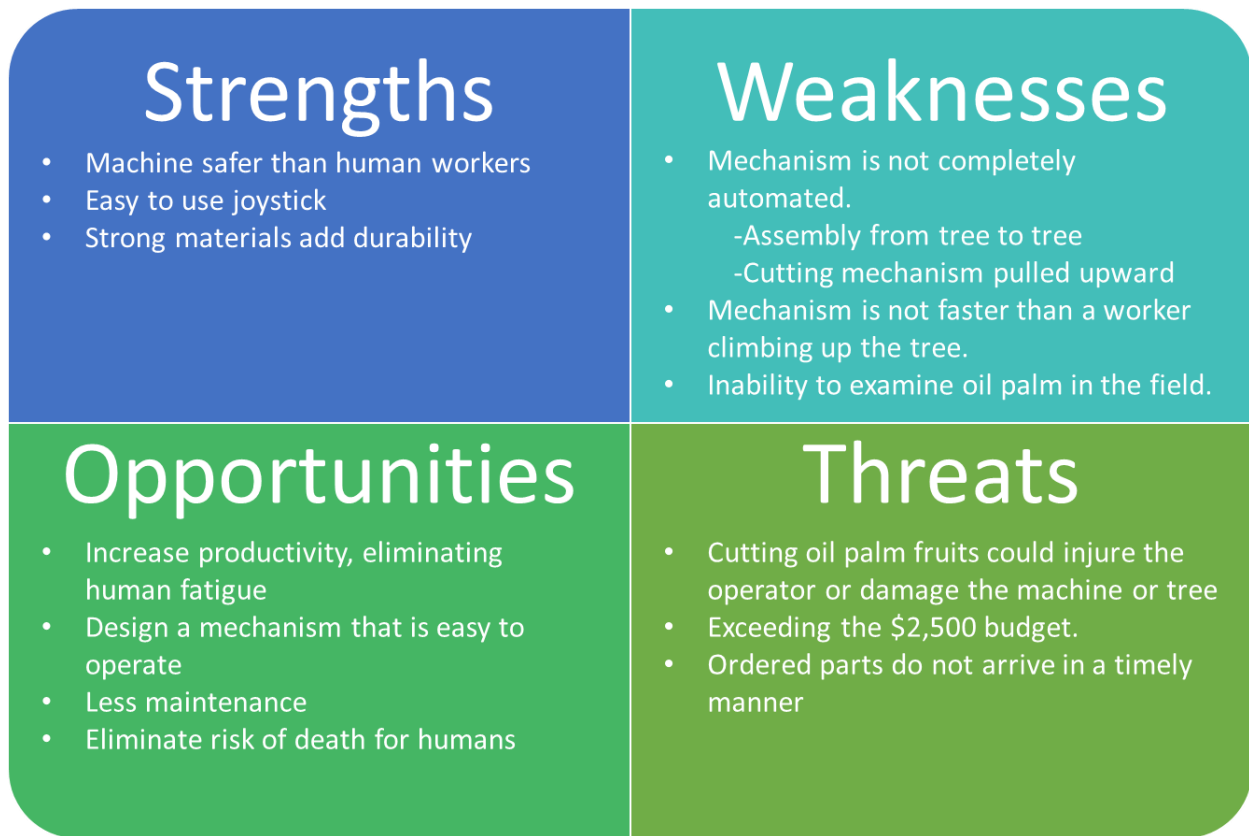 Strengths
• Machine safer than human workers
• Easy to use joystick
• Strong materials add durability
Weaknesses
• Mechanism is not completely
automated.
-Assembly from tree to tree
-Cutting mechanism pulled upward
• Mechanism is not faster than a worker
climbing up the tree.
• Inability to examine oil palm in the field.
Opportunities
• Increase productivity, eliminating
human fatigue
• Design a mechanism that is easy to
operate
• Less maintenance
• Eliminate risk of death for humans
Threats
• Cutting oil palm fruits could injure the
operator or damage the machine or tree
• Exceeding the $2,500 budget.
• Ordered parts do not arrive in a timely
manner